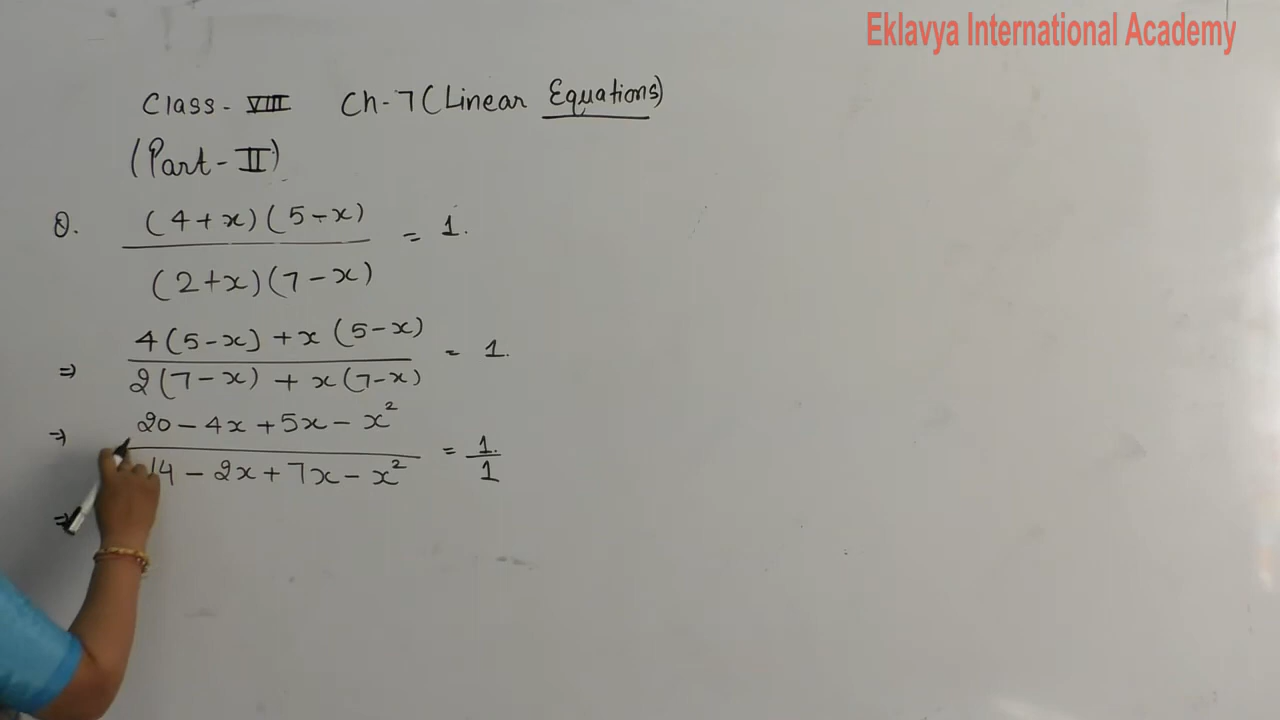 Eklavya International Academy
Class - VIII Ch-7 (Linear Equations)
(Part-II)
Q. (4+x)(5-x) / (2+x)(7-x) = 1.
⇒ 4(5-x) + x(5-x) / 2(7-x) + x(7-x) = 1.
⇒ 20 - 4x + 5x - x² / 14 - 2x + 7x - x² = 1. / 1
⇒